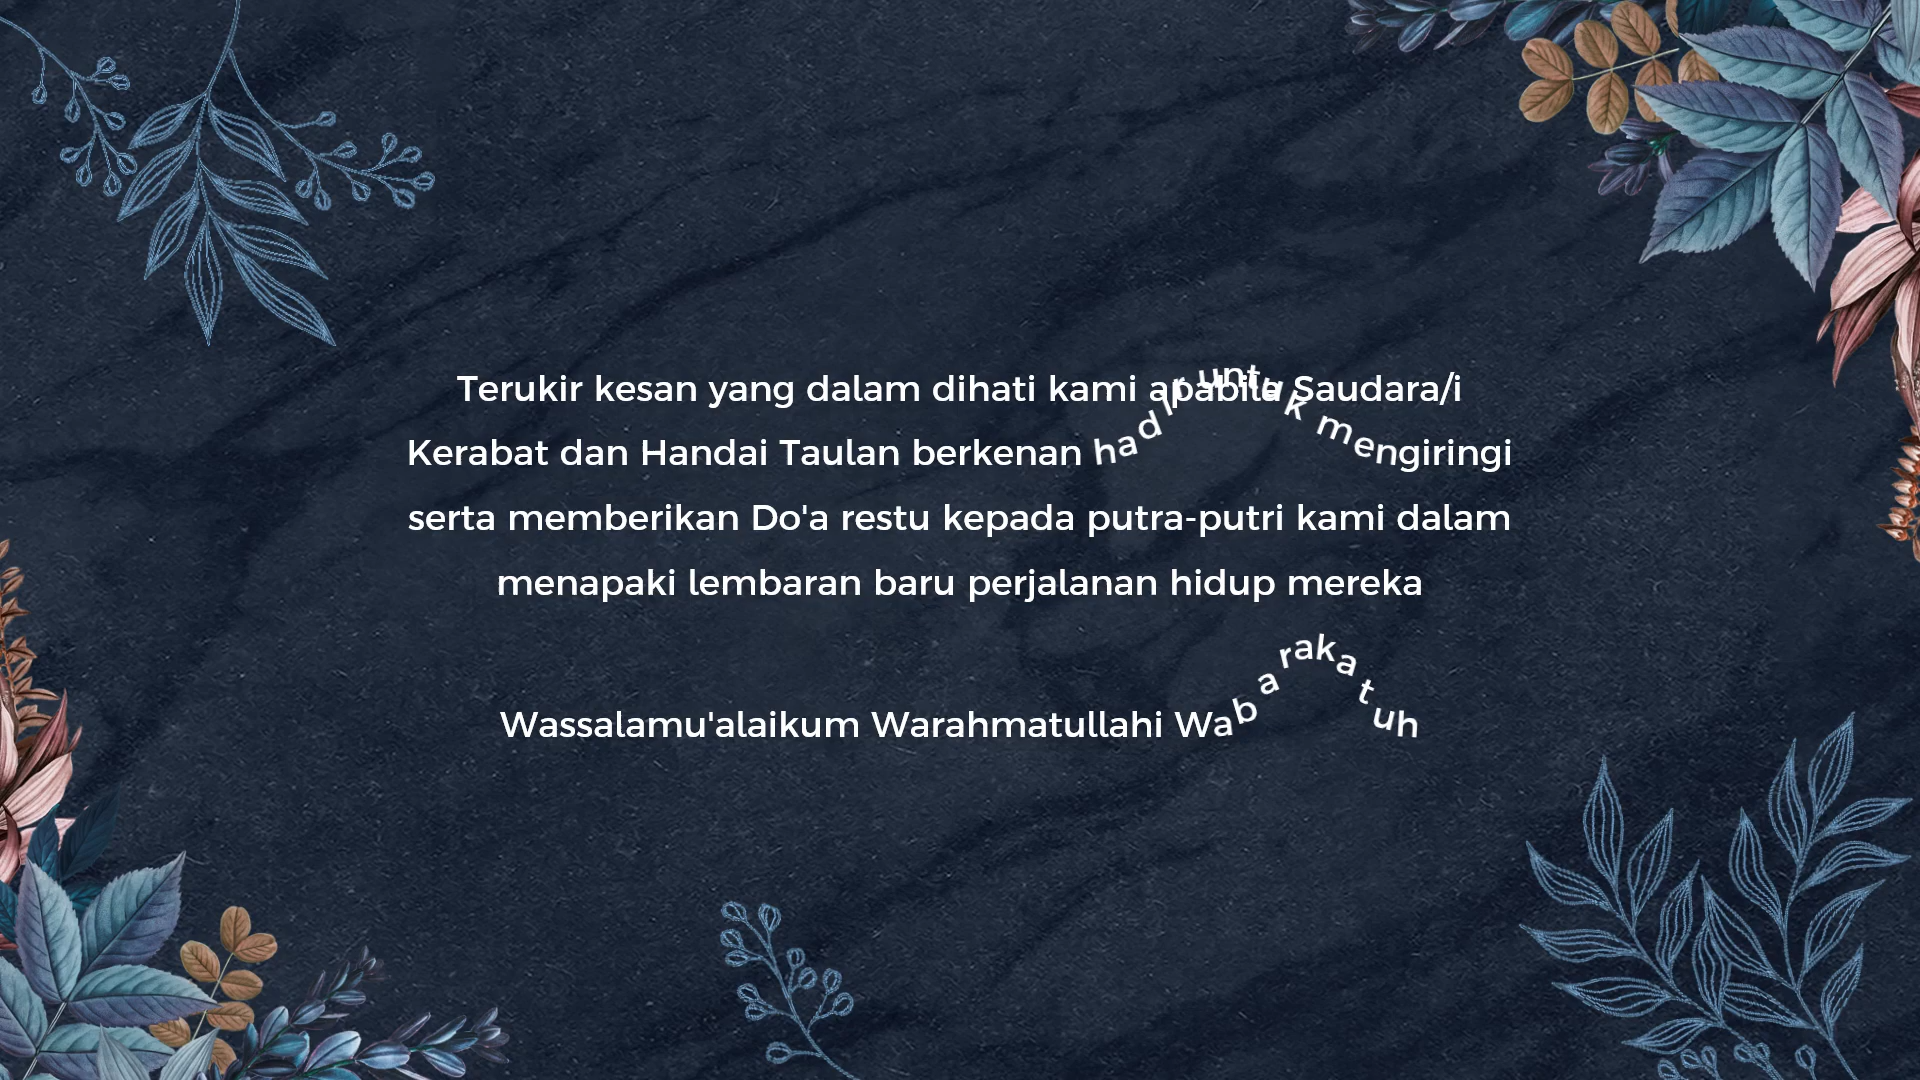 Terukir kesan yang dalam dihati kami apabila Saudara/i
Kerabat dan Handai Taulan berkenan hadir untuk mengiringi
serta memberikan Do'a restu kepada putra-putri kami dalam
menapaki lembaran baru perjalanan hidup mereka
Wassalamu'alaikum Warahmatullahi Wabarakatuh